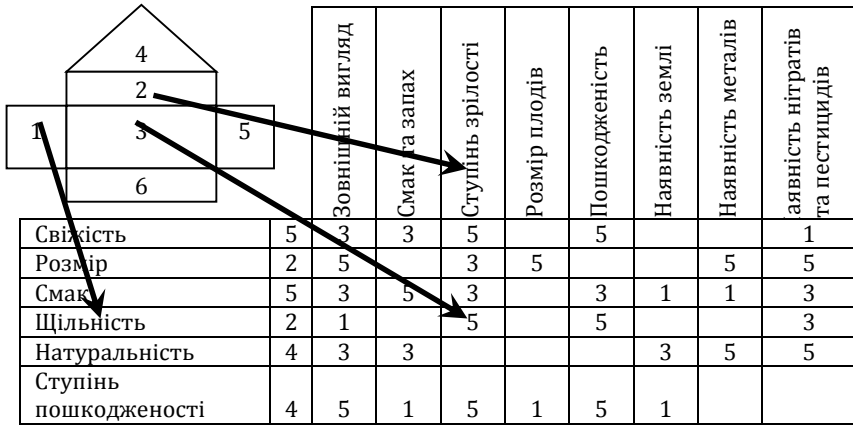 4
2
1 3 5
6
Зовнішній вигляд
Смак та запах
Ступінь зрілості
Розмір плодів
Пошкодженість
Наявність землі
Наявність металів
аявність нітратів
та пестицидів
Свіжість 5 3 3 5 5 1
Розмір 2 5 3 5 5 5
Смак 5 3 5 3 3 1 1 3
Щільність 2 1 5 5 3
Натуральність 4 3 3 3 5 5
Ступінь
пошкодженості 4 5 1 5 1 5 1